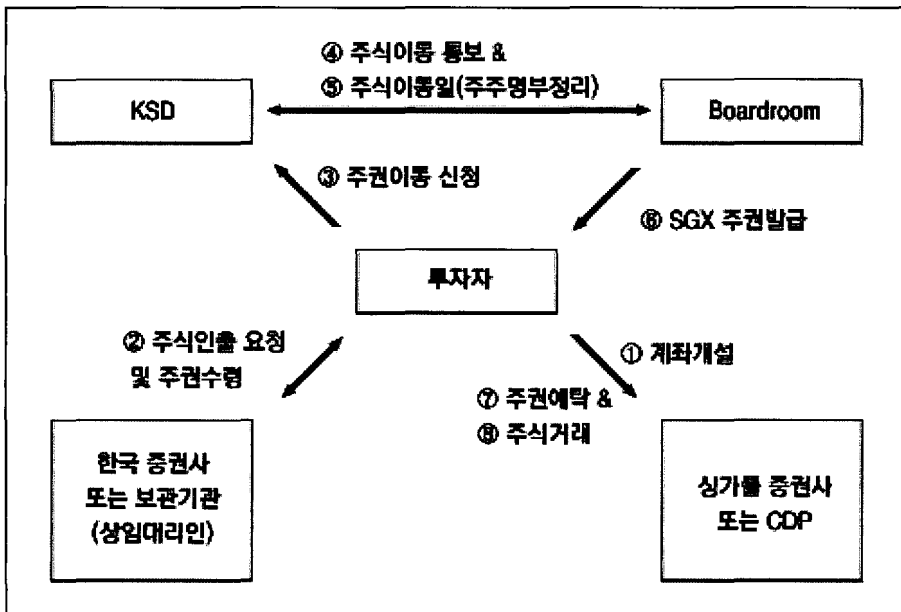 ④ 주식이동 통보 &
⑤ 주식이동일(주주명부정리)
KSD
Boardroom
③ 주권이동 신청
⑥ SGX 주권발급
투자자
② 주식인출 요청
및 주권수령
① 계좌개설
⑦ 주권예탁 &
⑧ 주식거래
한국 증권사
또는 보관기관
(상임대리인)
싱가폴 증권사
또는 CDP